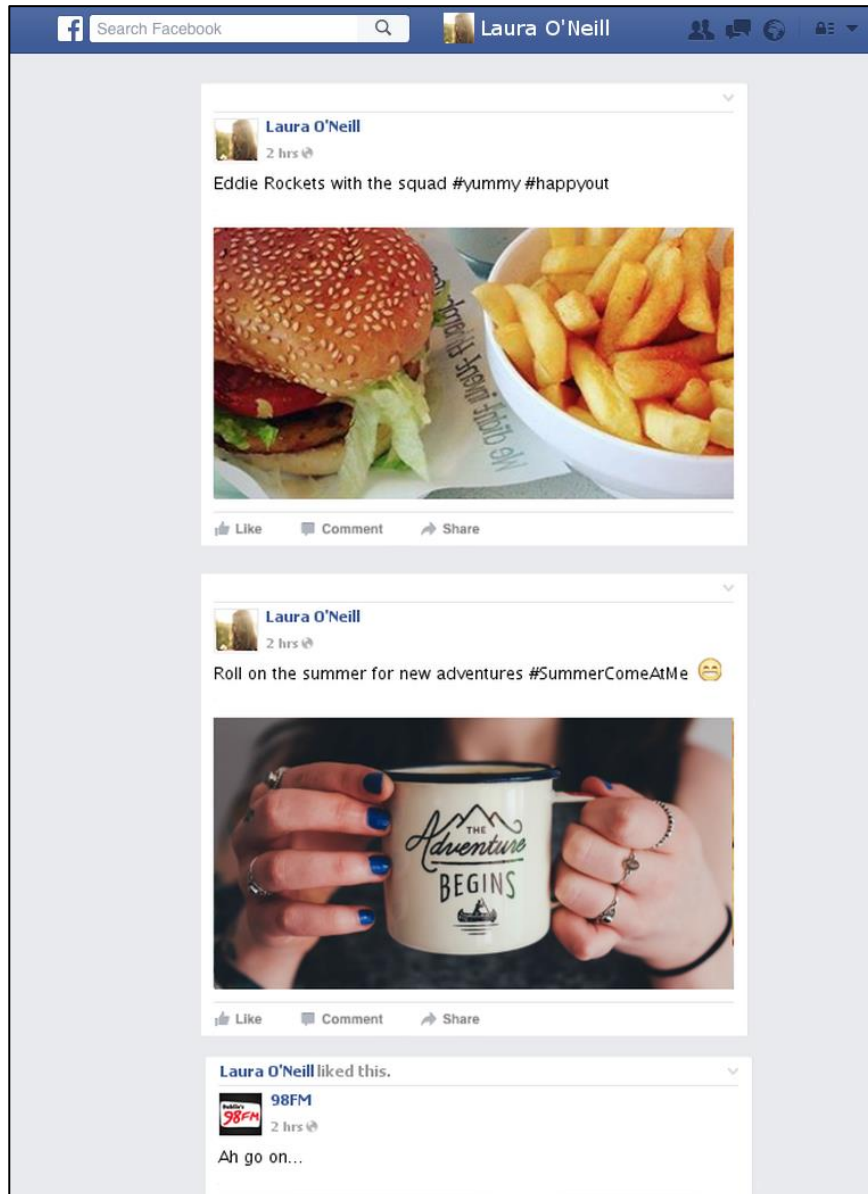 Search Facebook
Laura O'Neill
Laura O'Neill
2 hrs
Eddie Rockets with the squad #yummy #happyout
Like Comment Share
Laura O'Neill
2 hrs
Roll on the summer for new adventures #SummerComeAtMe 😁
THE
Adventure
BEGINS
Like Comment Share
Laura O'Neill liked this.
Dublin's
98FM
98FM
2 hrs
Ah go on...